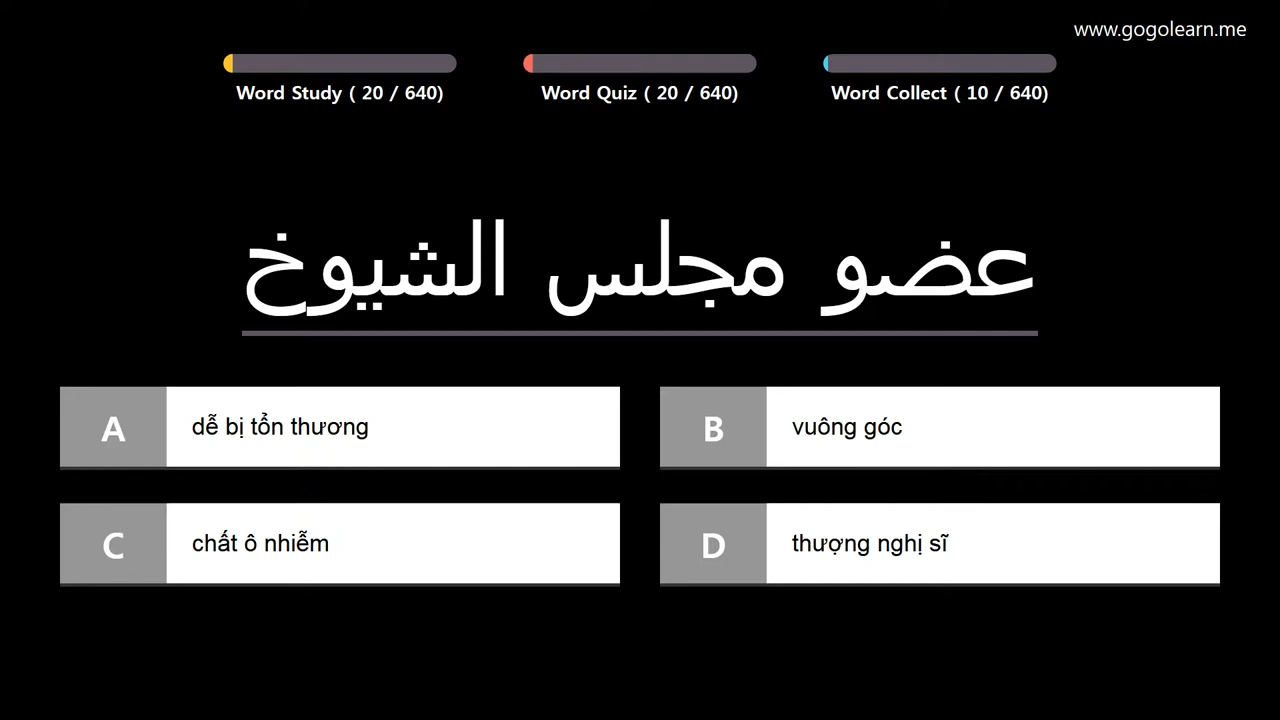 www.gogolearn.me
Word Study ( 20 / 640)
Word Quiz ( 20 / 640)
Word Collect ( 10 / 640)
عضو مجلس الشيوخ
A
dễ bị tổn thương
B
vuông góc
C
chất ô nhiễm
D
thượng nghị sĩ